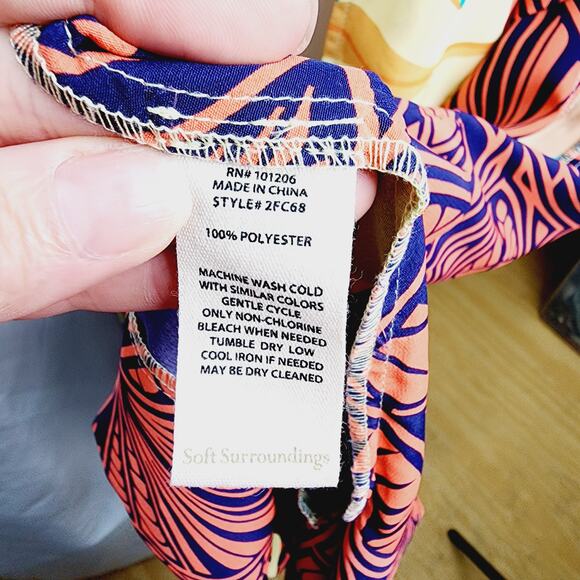 RN# 101206
MADE IN CHINA
STYLE# 2FC68
100% POLYESTER
MACHINE WASH COLD
WITH SIMILAR COLORS
GENTLE CYCLE
ONLY NON-CHLORINE
BLEACH WHEN NEEDED
TUMBLE DRY LOW
COOL IRON IF NEEDED
MAY BE DRY CLEANED
Soft Surroundings